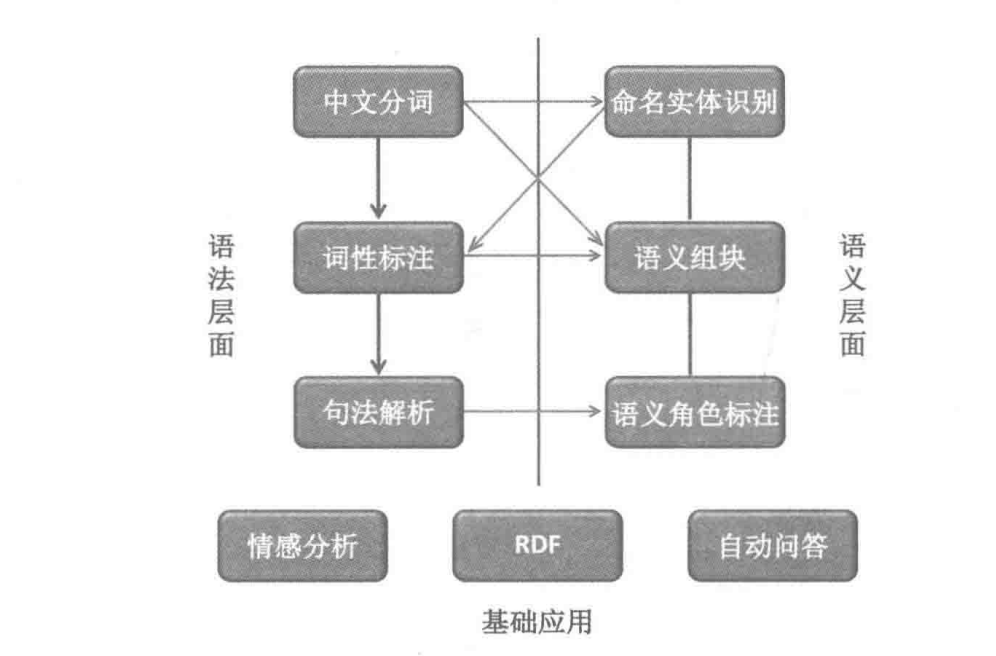 中文分词
命名实体识别
语法层面
词性标注
语义组块
语义层面
句法解析
语义角色标注
情感分析
RDF
自动问答
基础应用